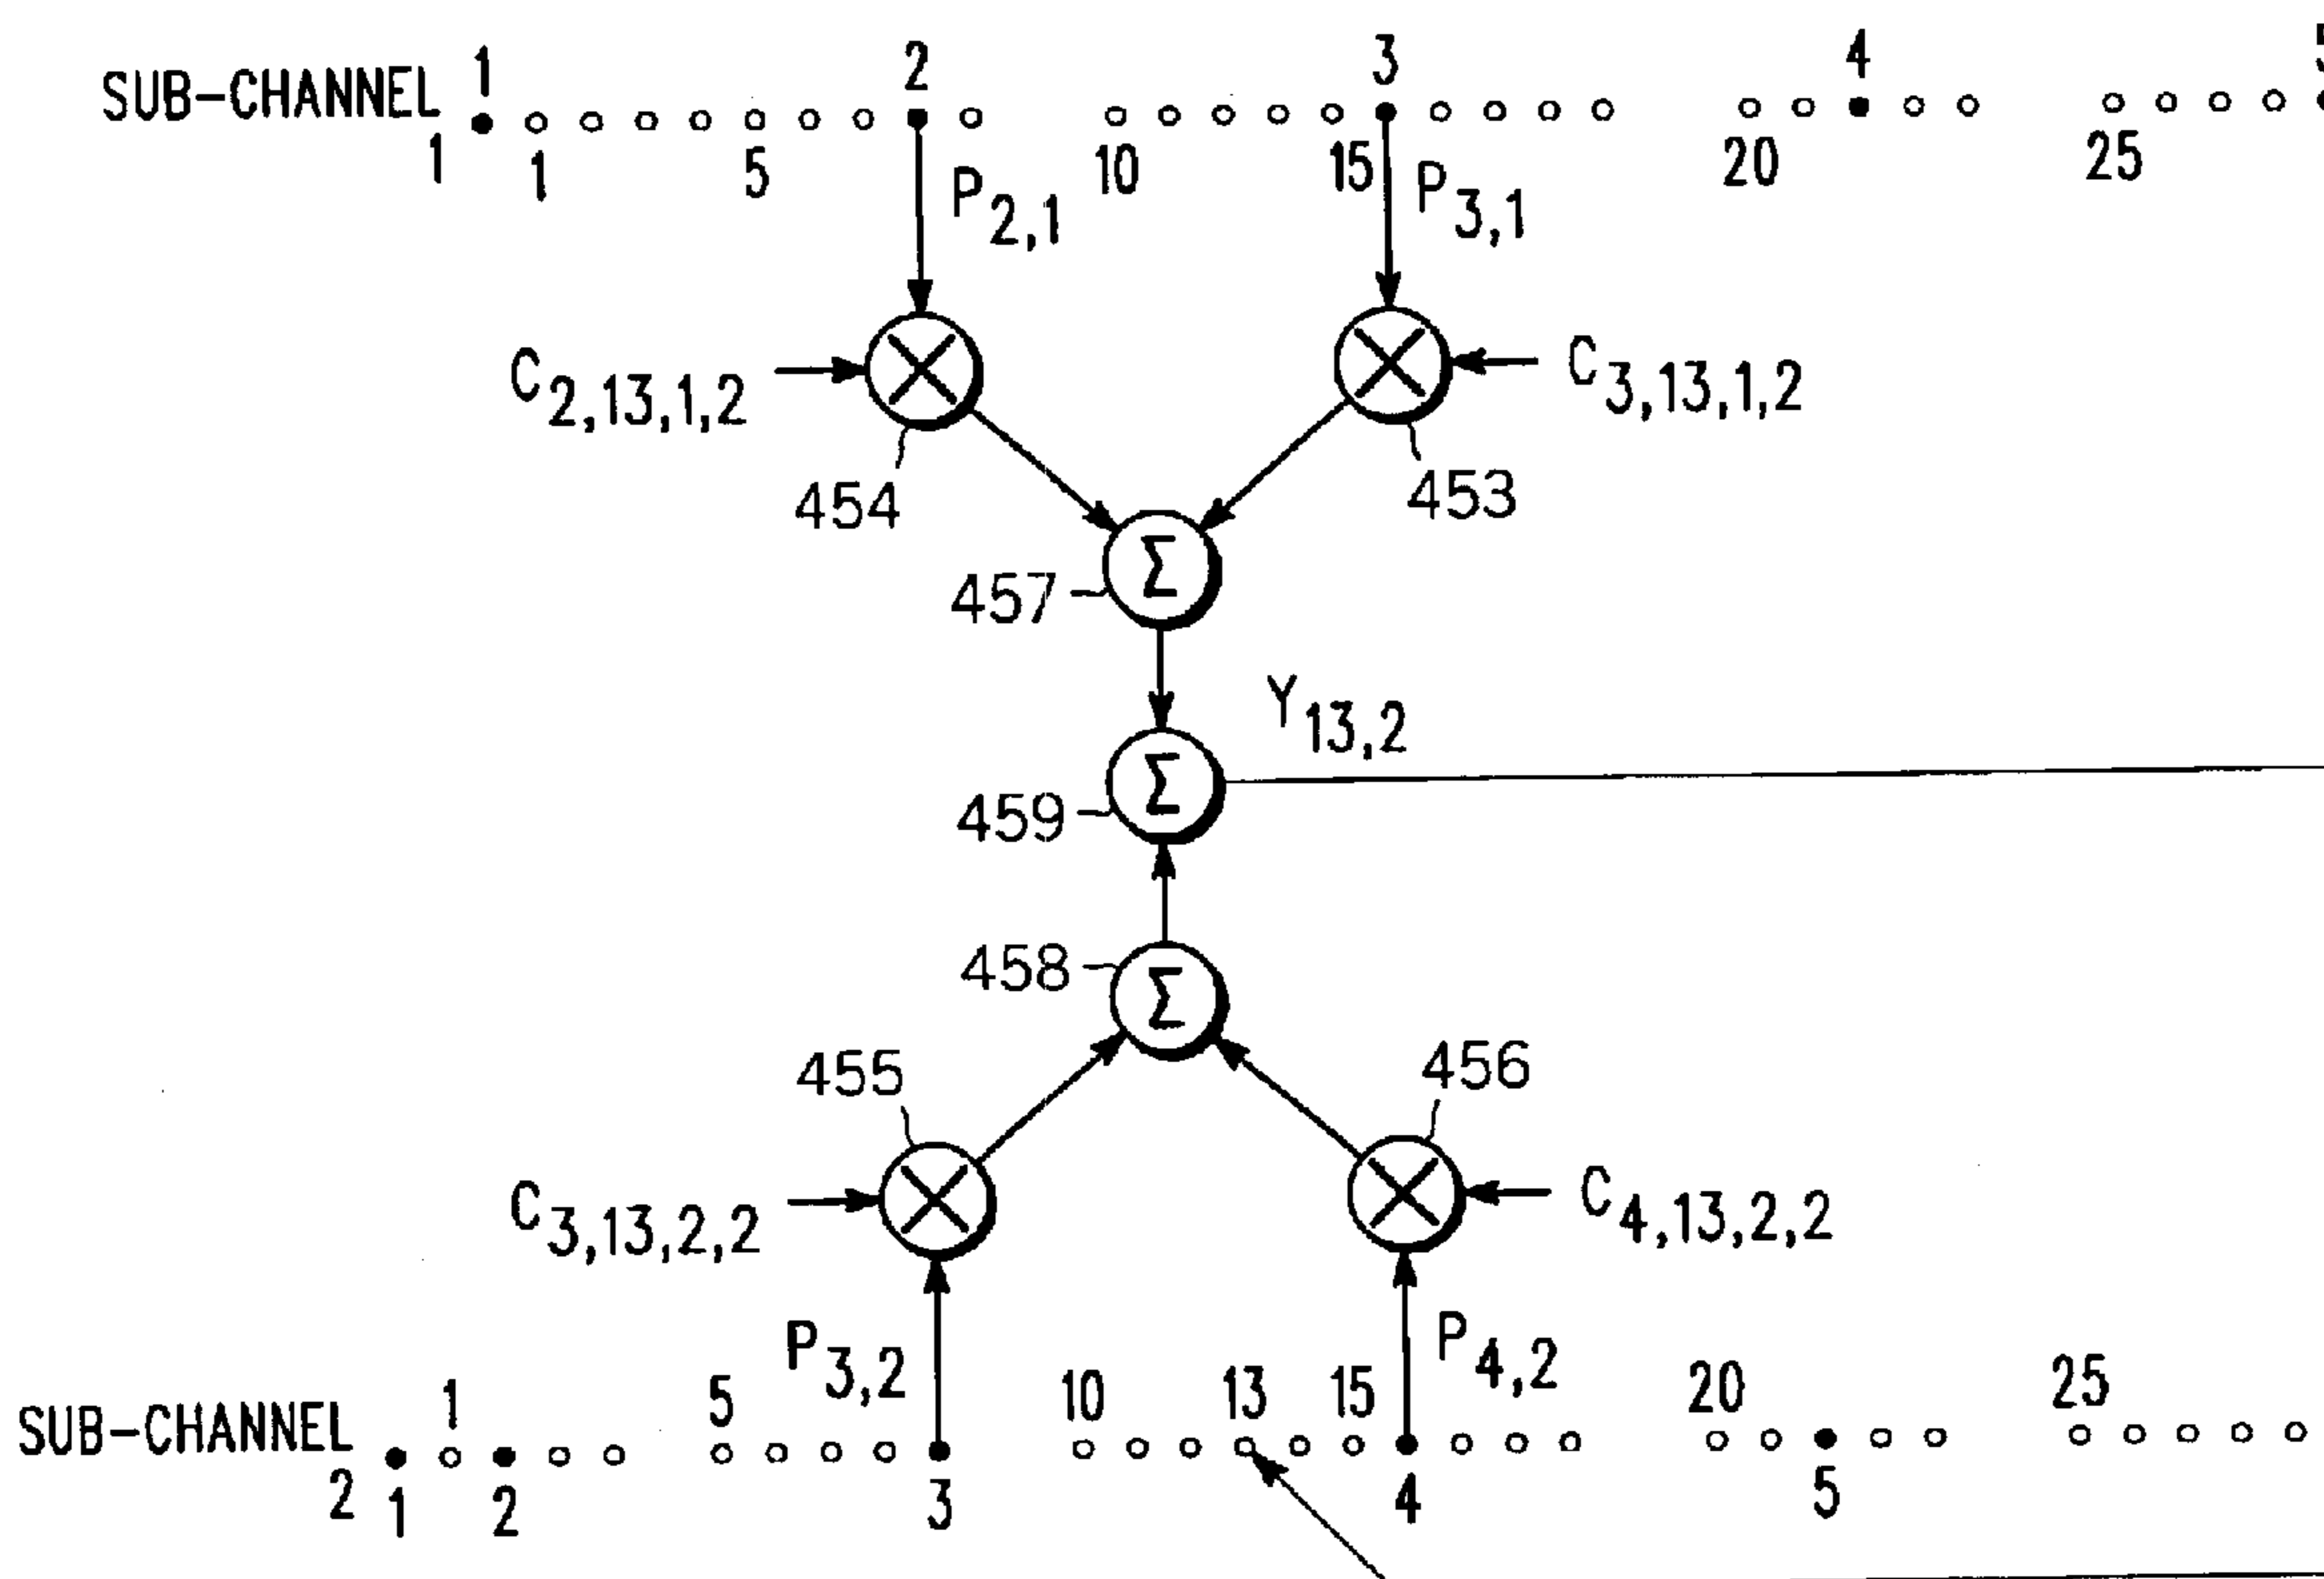 1 2 3 4 5
SUB-CHANNEL
1 1 5 10 15 20 25
P2,1 P3,1
C2,13,1,2 C3,13,1,2
454 453
Σ
457
Y13,2
Σ
459
458
Σ
455 456
C3,13,2,2 C4,13,2,2
P3,2 P4,2
1 5 10 13 15 20 25
SUB-CHANNEL
2 1 2 3 4 5